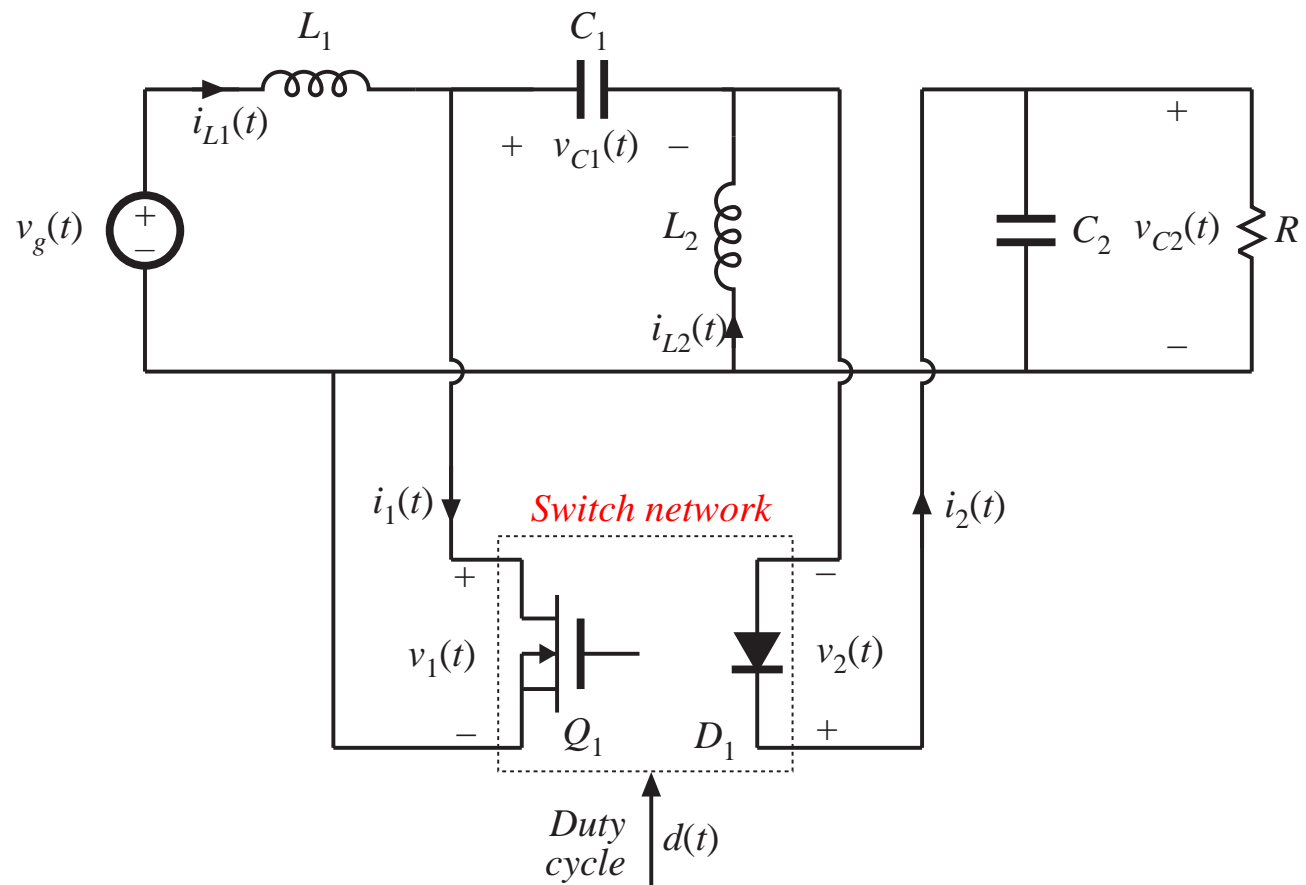 L1
C1
iL1(t)
+ vC1(t) –
+
vg(t)
+
–
L2
C2
vC2(t)
R
iL2(t)
–
i1(t)
Switch network
i2(t)
+
–
v1(t)
v2(t)
–
Q1
D1
+
Duty
cycle
d(t)